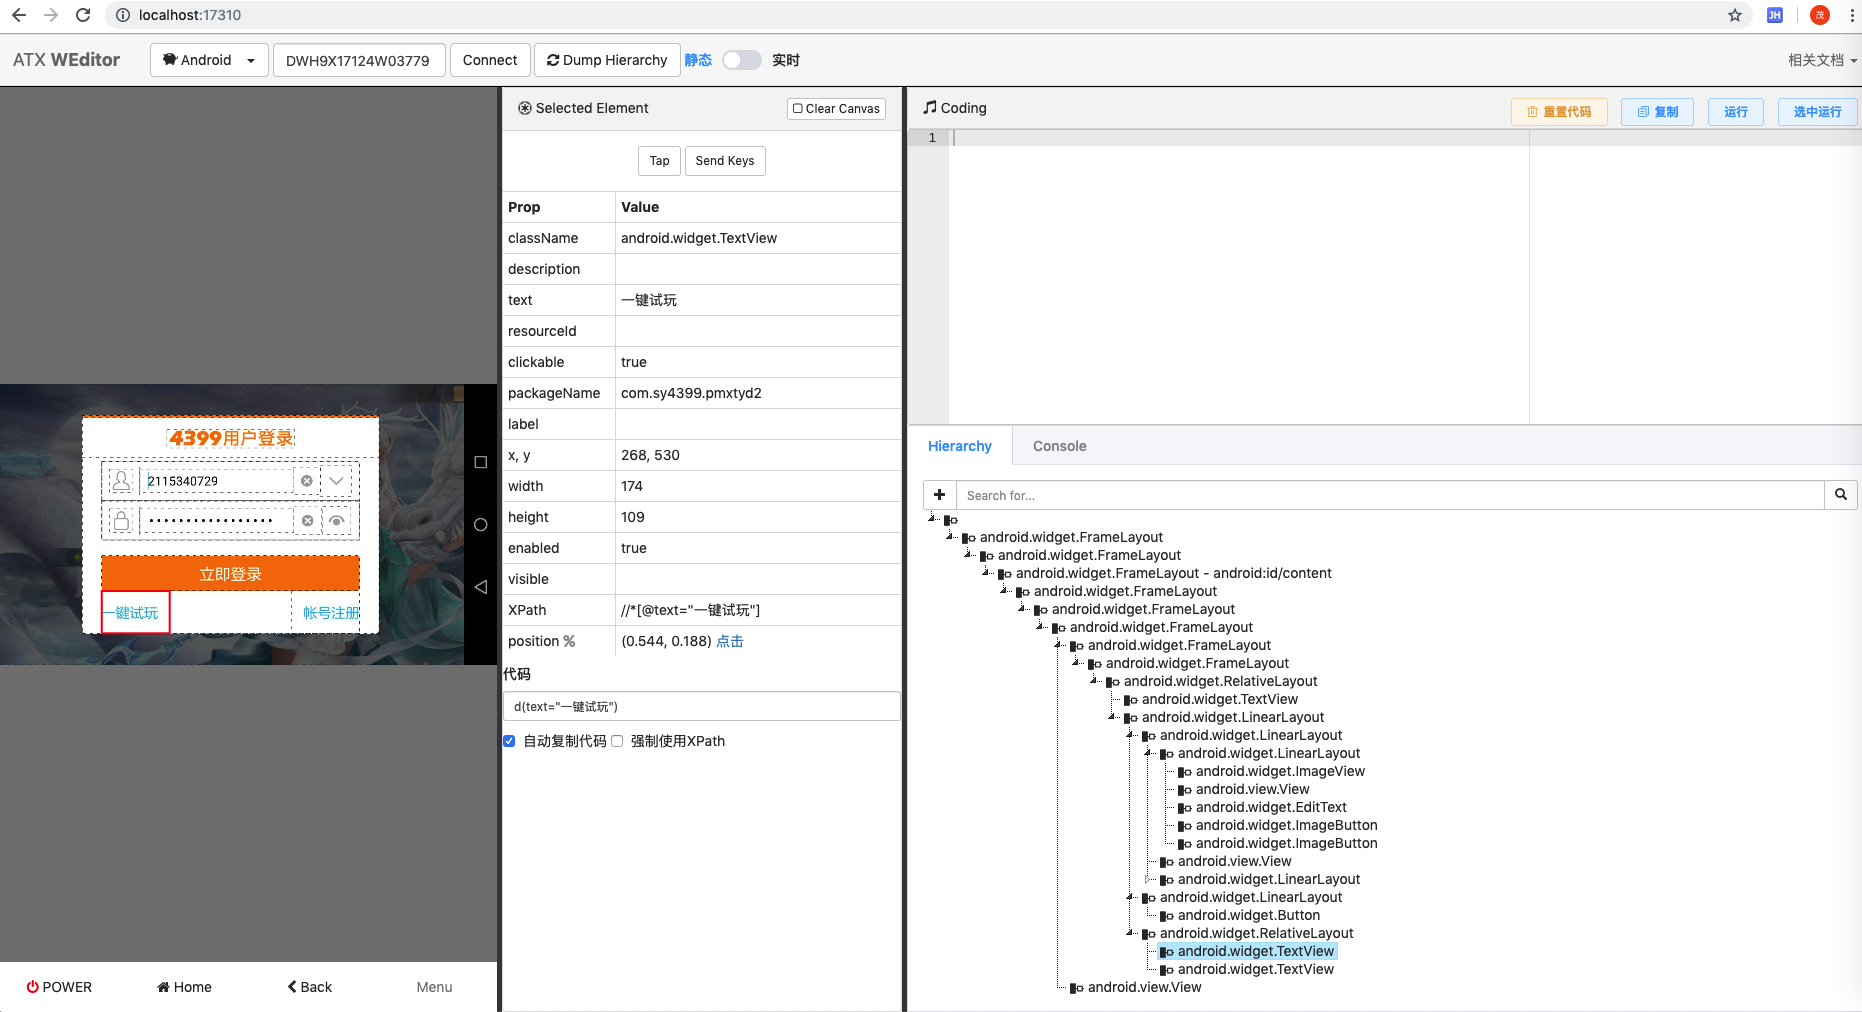 localhost:17310
JH
茂
ATX WEditor
Android
DWH9X17124W03779
Connect
Dump Hierarchy
静态
实时
相关文档
4399用户登录
2115340729
•••••••••••••••••
立即登录
一键试玩
帐号注册
POWER
Home
Back
Menu
Selected Element
Clear Canvas
Tap
Send Keys
Prop Value
className android.widget.TextView
description
text 一键试玩
resourceId
clickable true
packageName com.sy4399.pmxtyd2
label
x, y 268, 530
width 174
height 109
enabled true
visible
XPath //*[@text="一键试玩"]
position % (0.544, 0.188) 点击
代码
d(text="一键试玩")
自动复制代码 强制使用XPath
Coding
重置代码
复制
运行
选中运行
1
Hierarchy
Console
Search for...
android.widget.FrameLayout
android.widget.FrameLayout
android.widget.FrameLayout - android:id/content
android.widget.FrameLayout
android.widget.FrameLayout
android.widget.FrameLayout
android.widget.FrameLayout
android.widget.FrameLayout
android.widget.RelativeLayout
android.widget.TextView
android.widget.LinearLayout
android.widget.LinearLayout
android.widget.LinearLayout
android.widget.ImageView
android.view.View
android.widget.EditText
android.widget.ImageButton
android.widget.ImageButton
android.view.View
android.widget.LinearLayout
android.widget.LinearLayout
android.widget.Button
android.widget.RelativeLayout
android.widget.TextView
android.widget.TextView
android.view.View